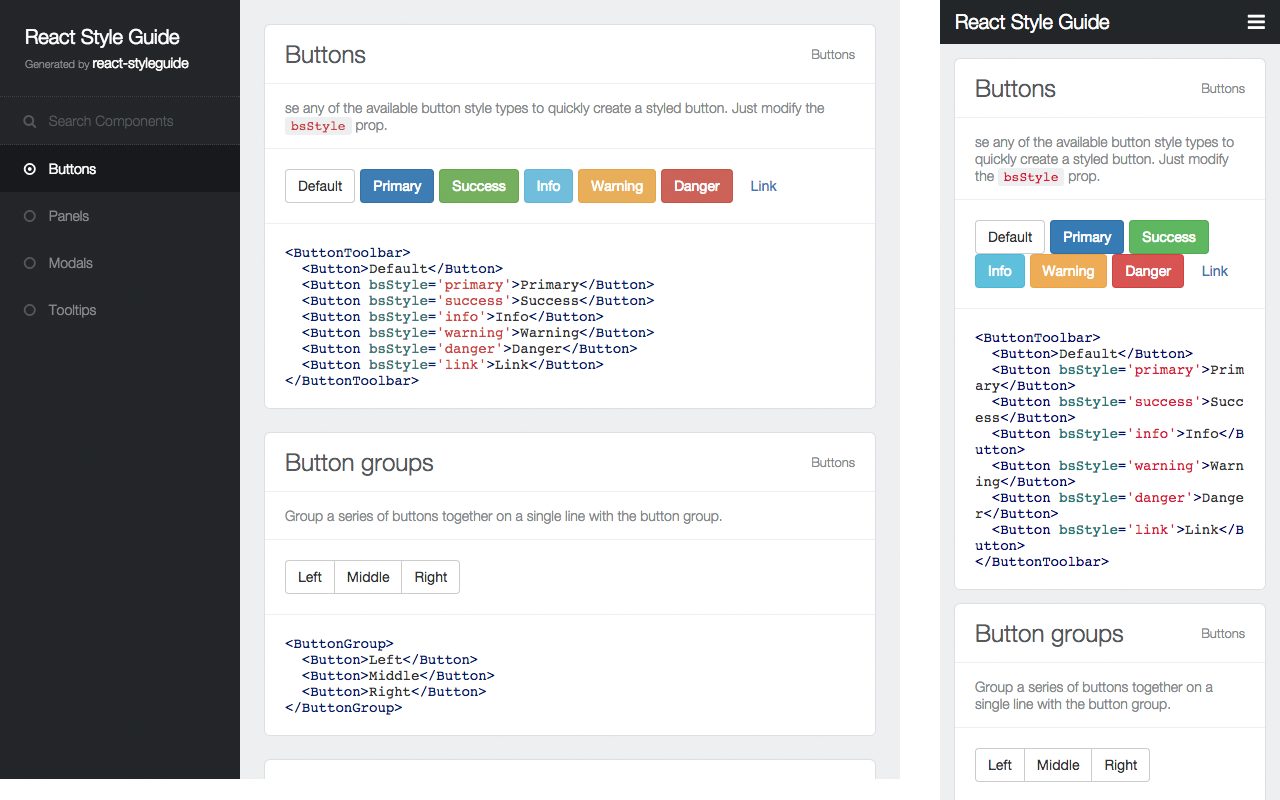 React Style Guide
Generated by react-styleguide
Search Components
Buttons
Panels
Modals
Tooltips
Buttons
Buttons
se any of the available button style types to quickly create a styled button. Just modify the
bsStyle prop.
Default Primary Success Info Warning Danger Link
<ButtonToolbar>
  <Button>Default</Button>
  <Button bsStyle='primary'>Primary</Button>
  <Button bsStyle='success'>Success</Button>
  <Button bsStyle='info'>Info</Button>
  <Button bsStyle='warning'>Warning</Button>
  <Button bsStyle='danger'>Danger</Button>
  <Button bsStyle='link'>Link</Button>
</ButtonToolbar>
Button groups
Buttons
Group a series of buttons together on a single line with the button group.
Left Middle Right
<ButtonGroup>
  <Button>Left</Button>
  <Button>Middle</Button>
  <Button>Right</Button>
</ButtonGroup>
React Style Guide
Buttons
Buttons
se any of the available button style types to
quickly create a styled button. Just modify
the bsStyle prop.
Default Primary Success
Info Warning Danger Link
<ButtonToolbar>
  <Button>Default</Button>
  <Button bsStyle='primary'>Prim
ary</Button>
  <Button bsStyle='success'>Succ
ess</Button>
  <Button bsStyle='info'>Info</B
utton>
  <Button bsStyle='warning'>Warn
ing</Button>
  <Button bsStyle='danger'>Dange
r</Button>
  <Button bsStyle='link'>Link</B
utton>
</ButtonToolbar>
Button groups
Buttons
Group a series of buttons together on a
single line with the button group.
Left Middle Right